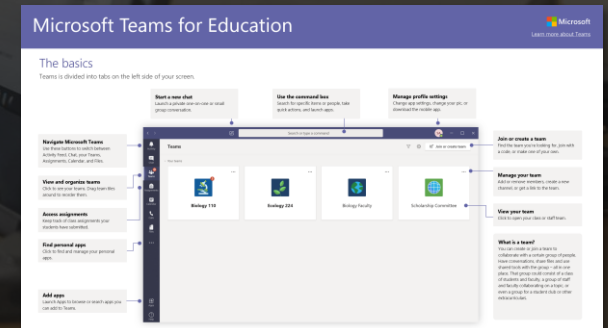 Microsoft Teams for Education
Microsoft
Learn more about Teams
The basics
Teams is divided into tabs on the left side of your screen.
Start a new chat
Launch a private one-on-one or small
group conversation.
Use the command box
Search for specific items or people, take
quick actions, and launch apps.
Manage profile settings
Change app settings, change your pic, or
download the mobile app.
Navigate Microsoft Teams
Use these buttons to switch between
Activity Feed, Chat, your Teams,
Assignments, Calendar, and Files.
View and organize teams
Click to see your teams. Drag team tiles
around to reorder them.
Access assignments
Keep track of class assignments your
students have submitted.
Find personal apps
Click to find and manage your personal
apps.
Add apps
Launch Apps to browse or search apps you
can add to Teams.
Search or type a command
Teams
Join or create team
Your teams
Biology 110
Ecology 224
Biology Faculty
Scholarship Committee
Join or create a team
Find the team you're looking for, join with
a code, or make one of your own.
Manage your team
Add or remove members, create a new
channel, or get a link to the team.
View your team
Click to open your class or staff team.
What is a team?
You can create or join a team to
collaborate with a certain group of people.
Have conversations, share files and use
shared tools with the group – all in one
place. That group could consist of a class
of students and faculty, a group of staff
and faculty collaborating on a topic, or
even a group for a student club or other
extracurricular.